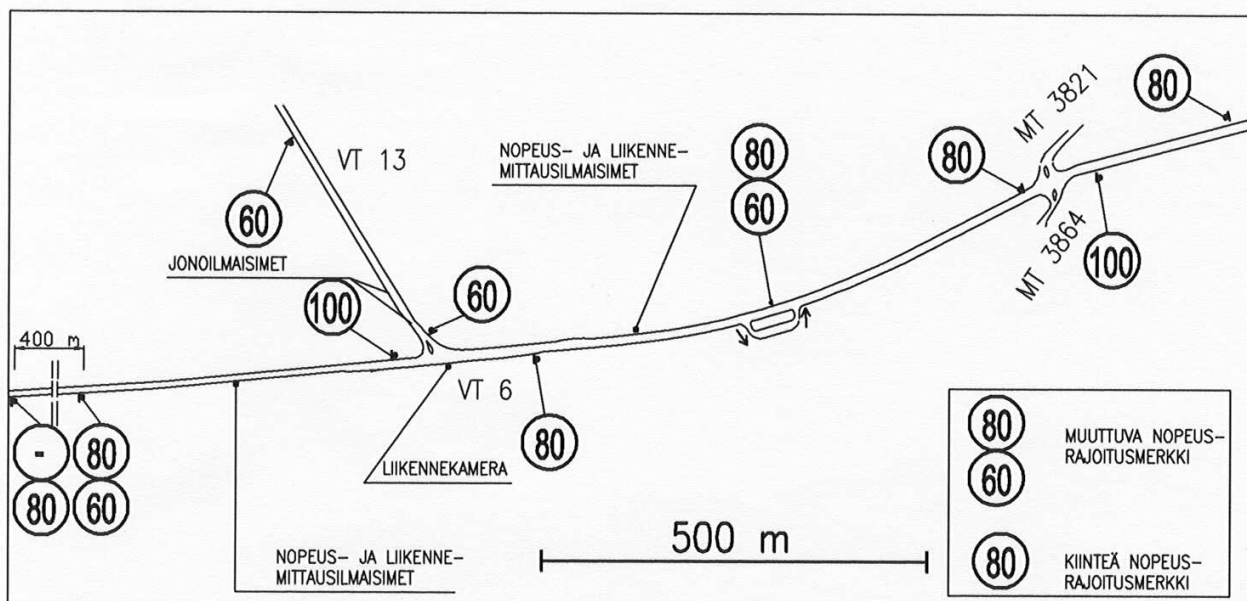 80
MT 3821
VT 13
NOPEUS- JA LIIKENNE-
MITTAUSILMAISIMET
80
60
80
60
MT 3864
100
JONOILMAISIMET
100
60
400 m
VT 6
80
-
80
80
60
LIIKENNEKAMERA
500 m
NOPEUS- JA LIIKENNE-
MITTAUSILMAISIMET
80
60
MUUTTUVA NOPEUS-
RAJOITUSMERKKI
80
KIINTEÄ NOPEUS-
RAJOITUSMERKKI